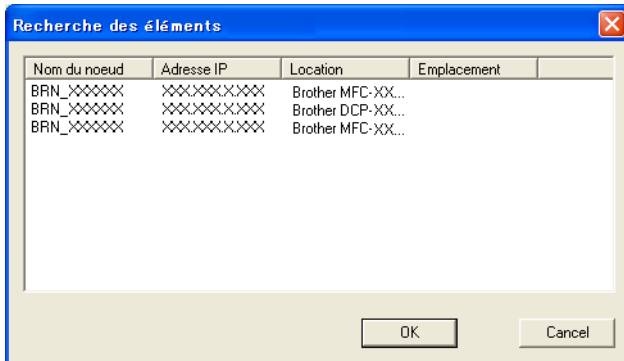 Recherche des éléments
Nom du noeud Adresse IP Location Emplacement
BRN_XXXXXX XXX.XXX.X.XXX Brother MFC-XX...
BRN_XXXXXX XXX.XXX.X.XXX Brother DCP-XX...
BRN_XXXXXX XXX.XXX.X.XXX Brother MFC-XX...
OK Cancel